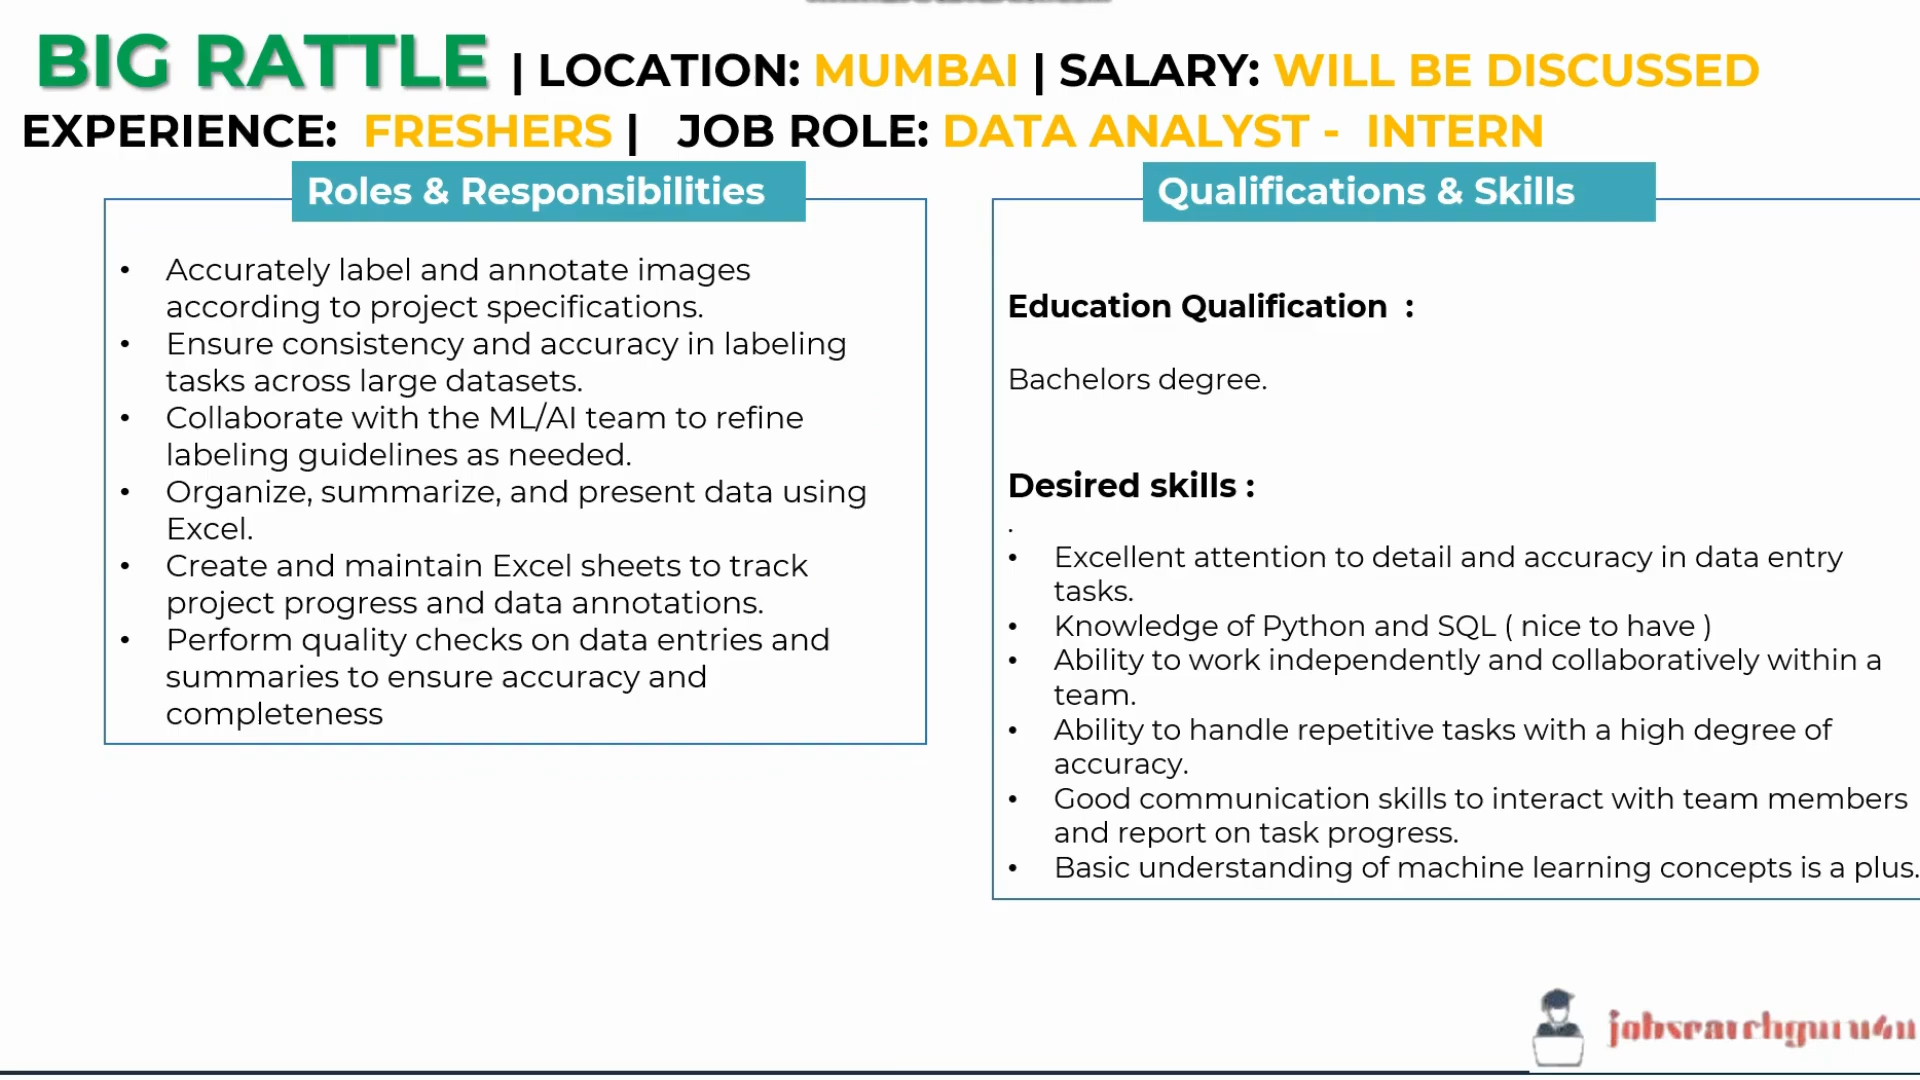 BIG RATTLE | LOCATION: MUMBAI | SALARY: WILL BE DISCUSSED
EXPERIENCE: FRESHERS | JOB ROLE: DATA ANALYST - INTERN
Roles & Responsibilities
• Accurately label and annotate images
according to project specifications.
• Ensure consistency and accuracy in labeling
tasks across large datasets.
• Collaborate with the ML/AI team to refine
labeling guidelines as needed.
• Organize, summarize, and present data using
Excel.
• Create and maintain Excel sheets to track
project progress and data annotations.
• Perform quality checks on data entries and
summaries to ensure accuracy and
completeness
Qualifications & Skills
Education Qualification :
Bachelors degree.
Desired skills :
.
• Excellent attention to detail and accuracy in data entry
tasks.
• Knowledge of Python and SQL ( nice to have )
• Ability to work independently and collaboratively within a
team.
• Ability to handle repetitive tasks with a high degree of
accuracy.
• Good communication skills to interact with team members
and report on task progress.
• Basic understanding of machine learning concepts is a plus.
jobsearchguru4u